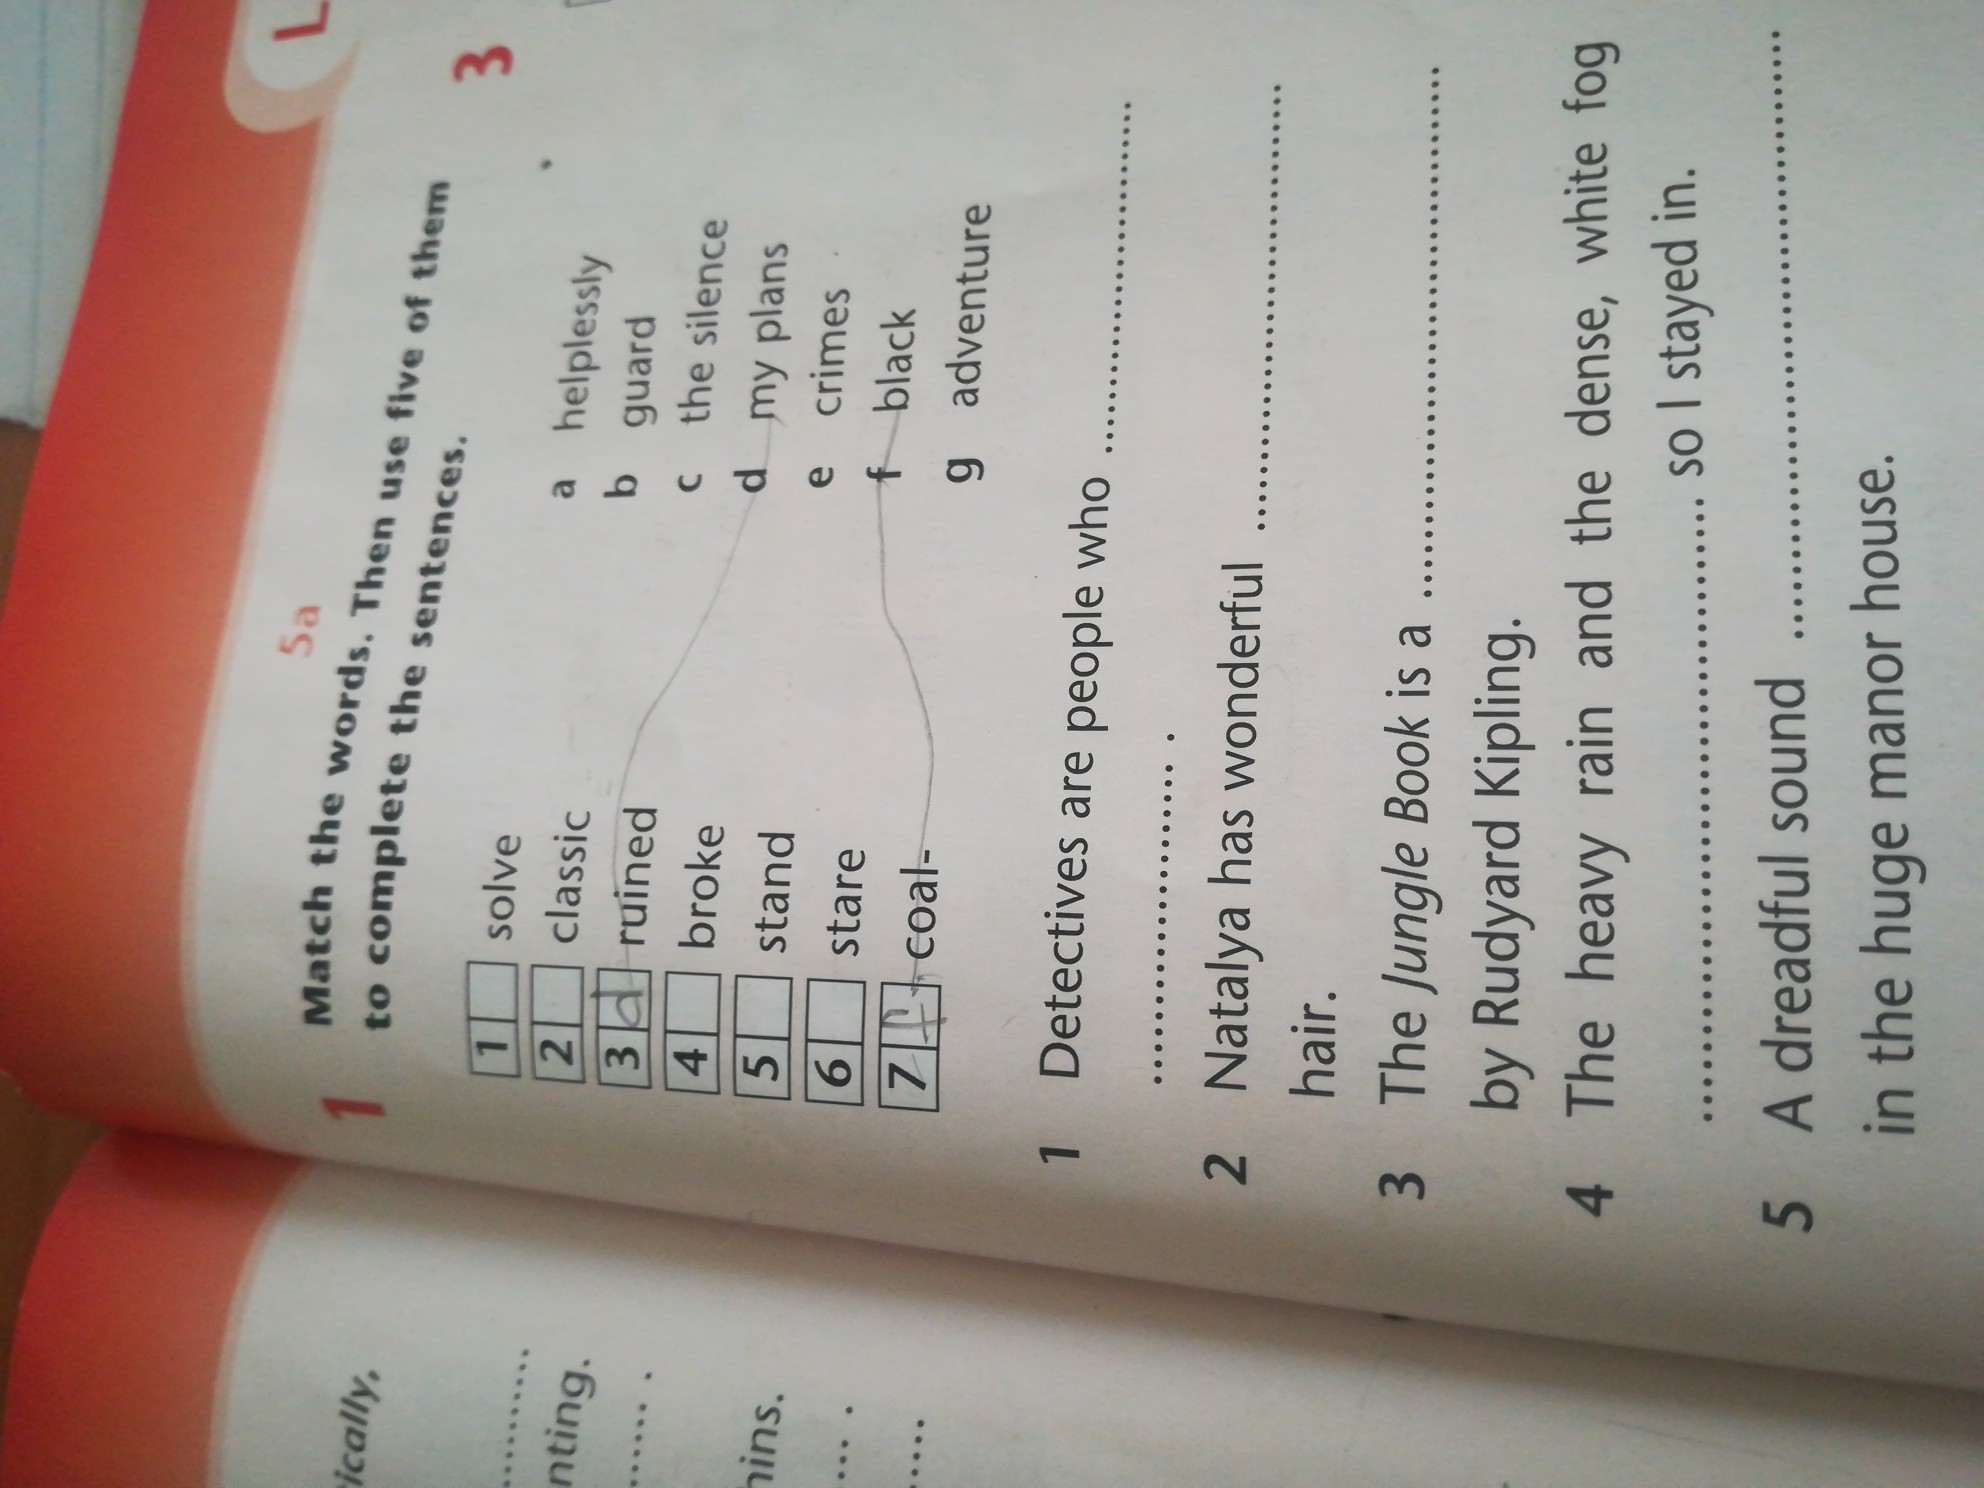 5a
1 Match the words. Then use five of them
to complete the sentences.
1 solve a helplessly
2 classic b guard
3 d ruined c the silence
4 broke d my plans
5 stand e crimes
6 stare f black
7 f coal- g adventure
1 Detectives are people who ..............................
.............................. .
2 Natalya has wonderful ..............................
hair.
3 The Jungle Book is a ..............................
by Rudyard Kipling.
4 The heavy rain and the dense, white fog
.............................. so I stayed in.
5 A dreadful sound ..............................
in the huge manor house.
3
L
ically,
nting.
hins.